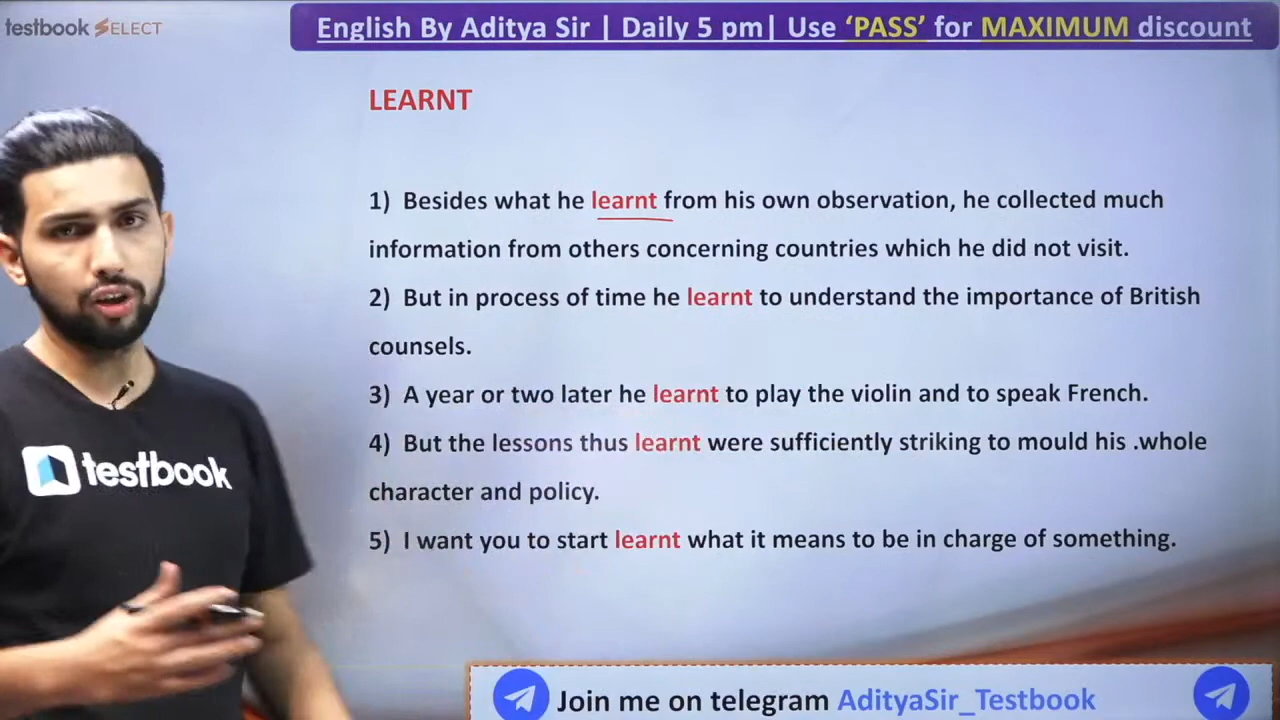 testbook SELECT
English By Aditya Sir | Daily 5 pm| Use ‘PASS’ for MAXIMUM discount
LEARNT
1) Besides what he learnt from his own observation, he collected much
information from others concerning countries which he did not visit.
2) But in process of time he learnt to understand the importance of British
counsels.
3) A year or two later he learnt to play the violin and to speak French.
4) But the lessons thus learnt were sufficiently striking to mould his .whole
character and policy.
5) I want you to start learnt what it means to be in charge of something.
testbook
Join me on telegram AdityaSir_Testbook